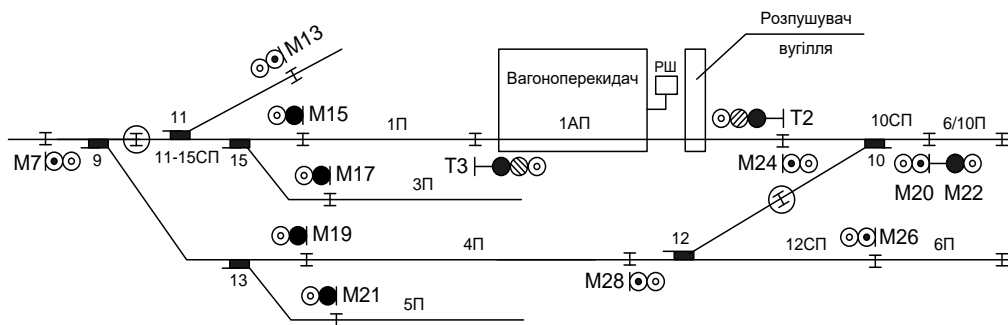 Розпушувач
вугілля
М13
Вагоноперекидач
РШ
11
М15
1П
1АП
Т2
10СП
6/10П
М7
9
11-15СП
15
М17
Т3
М24
10
М20
М22
3П
М19
4П
12
12СП
М26
6П
13
М21
5П
М28